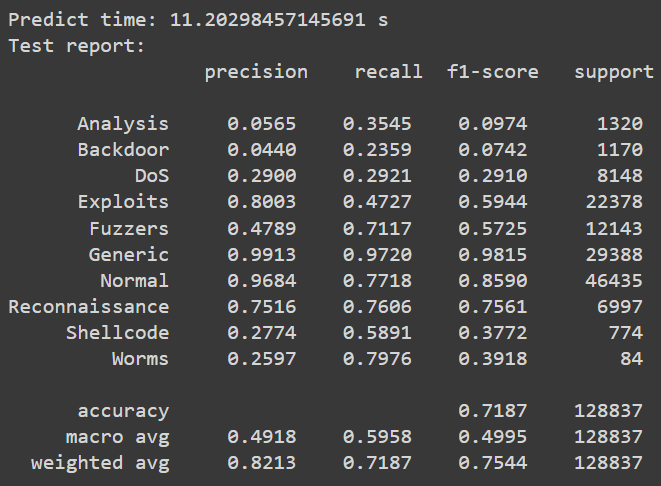 Predict time: 11.20298457145691 s
Test report:
precision recall f1-score support
Analysis 0.0565 0.3545 0.0974 1320
Backdoor 0.0440 0.2359 0.0742 1170
DoS 0.2900 0.2921 0.2910 8148
Exploits 0.8003 0.4727 0.5944 22378
Fuzzers 0.4789 0.7117 0.5725 12143
Generic 0.9913 0.9720 0.9815 29388
Normal 0.9684 0.7718 0.8590 46435
Reconnaissance 0.7516 0.7606 0.7561 6997
Shellcode 0.2774 0.5891 0.3772 774
Worms 0.2597 0.7976 0.3918 84
accuracy 0.7187 128837
macro avg 0.4918 0.5958 0.4995 128837
weighted avg 0.8213 0.7187 0.7544 128837